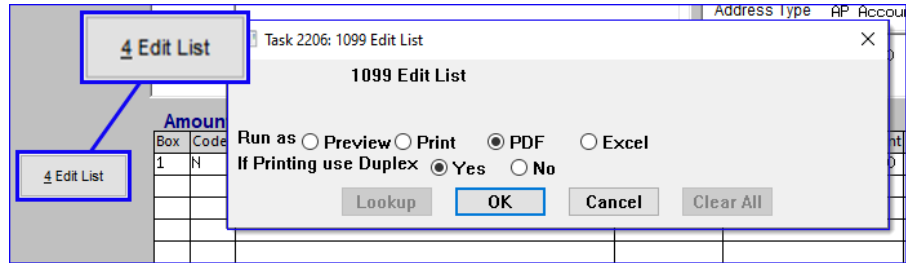 Address Type AP Accou
4 Edit List
Task 2206: 1099 Edit List
1099 Edit List
Amoun
Box Code
nt
1 N
Run as Preview Print PDF Excel
If Printing use Duplex Yes No
4 Edit List
Lookup OK Cancel Clear All